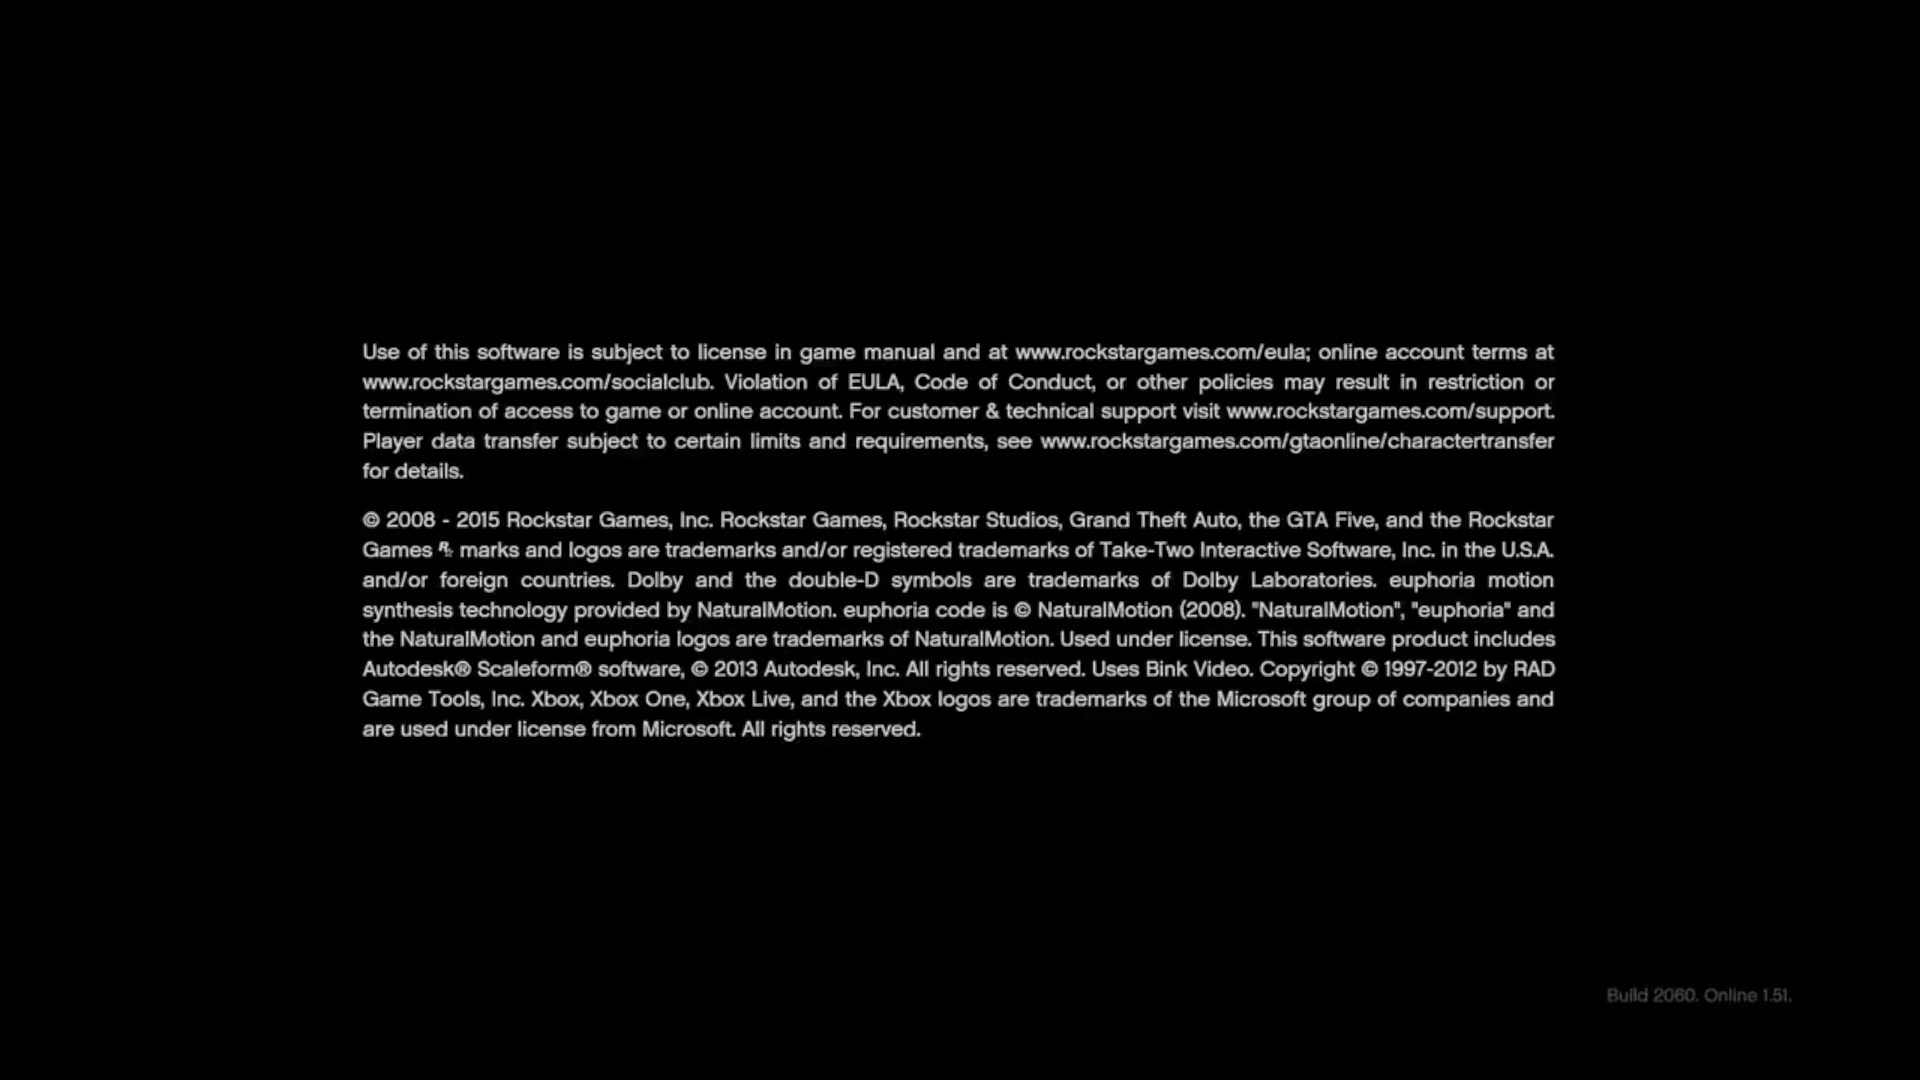 Use of this software is subject to license in game manual and at www.rockstargames.com/eula; online account terms at
www.rockstargames.com/socialclub. Violation of EULA, Code of Conduct, or other policies may result in restriction or
termination of access to game or online account. For customer & technical support visit www.rockstargames.com/support.
Player data transfer subject to certain limits and requirements, see www.rockstargames.com/gtaonline/charactertransfer
for details.
© 2008 - 2015 Rockstar Games, Inc. Rockstar Games, Rockstar Studios, Grand Theft Auto, the GTA Five, and the Rockstar
Games R* marks and logos are trademarks and/or registered trademarks of Take-Two Interactive Software, Inc. in the U.S.A.
and/or foreign countries. Dolby and the double-D symbols are trademarks of Dolby Laboratories. euphoria motion
synthesis technology provided by NaturalMotion. euphoria code is © NaturalMotion (2008). "NaturalMotion", "euphoria" and
the NaturalMotion and euphoria logos are trademarks of NaturalMotion. Used under license. This software product includes
Autodesk® Scaleform® software, © 2013 Autodesk, Inc. All rights reserved. Uses Bink Video. Copyright © 1997-2012 by RAD
Game Tools, Inc. Xbox, Xbox One, Xbox Live, and the Xbox logos are trademarks of the Microsoft group of companies and
are used under license from Microsoft. All rights reserved.
Build 2060. Online 1.51.